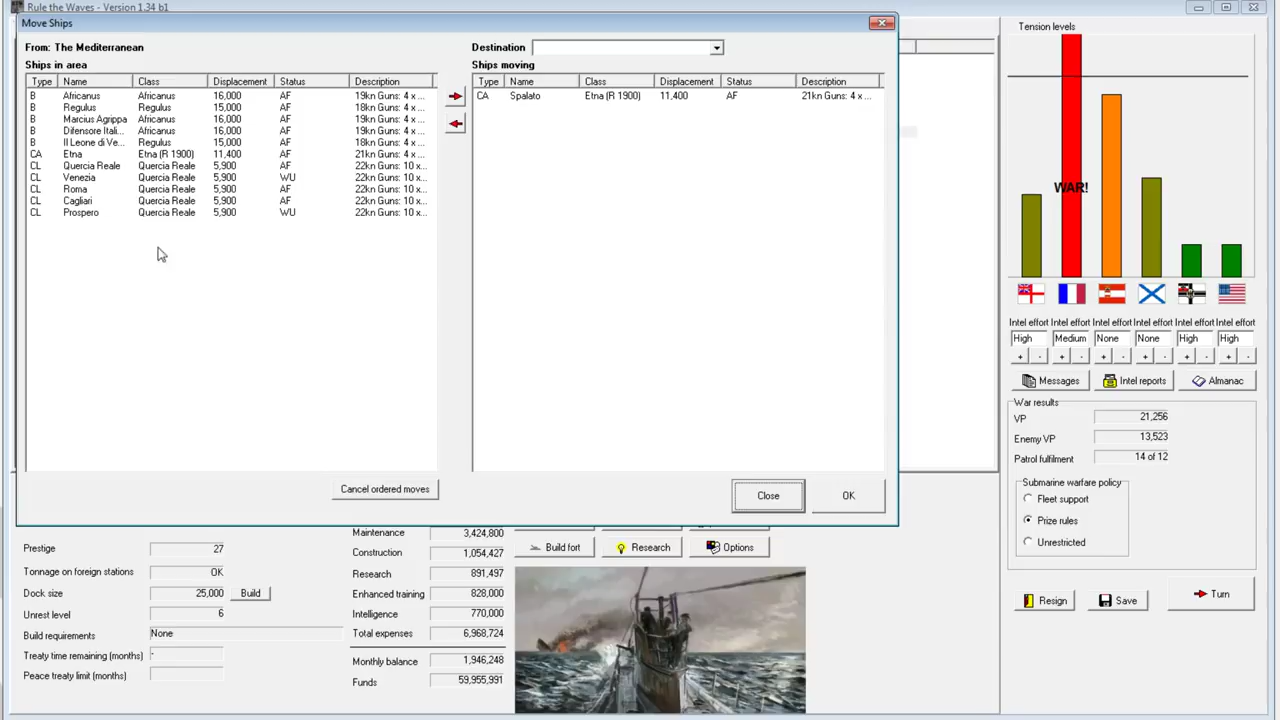 Rule the Waves - Version 1.34 b1
Move Ships
From: The Mediterranean
Destination
Ships in area
Ships moving
Type Name Class Displacement Status Description
B Africanus Africanus 16,000 AF 19kn Guns: 4 x ...
B Regulus Regulus 15,000 AF 18kn Guns: 4 x ...
B Marcius Agrippa Africanus 16,000 AF 19kn Guns: 4 x ...
B Difensore Itali... Africanus 16,000 AF 19kn Guns: 4 x ...
B Il Leone di Ve... Regulus 15,000 AF 18kn Guns: 4 x ...
CA Etna Etna (R 1900) 11,400 AF 21kn Guns: 4 x ...
CL Quercia Reale Quercia Reale 5,900 AF 22kn Guns: 10 x...
CL Venezia Quercia Reale 5,900 WU 22kn Guns: 10 x...
CL Roma Quercia Reale 5,900 AF 22kn Guns: 10 x...
CL Cagliari Quercia Reale 5,900 AF 22kn Guns: 10 x...
CL Prospero Quercia Reale 5,900 WU 22kn Guns: 10 x...
Type Name Class Displacement Status Description
CA Spalato Etna (R 1900) 11,400 AF 21kn Guns: 4 x ...
Cancel ordered moves
Close
OK
Prestige 27
Tonnage on foreign stations OK
Dock size 25,000 Build
Unrest level 6
Build requirements None
Treaty time remaining (months) -
Peace treaty limit (months)
Maintenance 3,424,800
Construction 1,054,427
Research 891,497
Enhanced training 828,000
Intelligence 770,000
Total expenses 6,968,724
Monthly balance 1,946,248
Funds 59,955,991
Build fort
Research
Options
Tension levels
WAR!
Intel effort Intel effort Intel effort Intel effort Intel effort Intel effort
High Medium None None High High
+ - + - + - + - + - + -
Messages
Intel reports
Almanac
War results
VP 21,256
Enemy VP 13,523
Patrol fulfilment 14 of 12
Submarine warfare policy
Fleet support
Prize rules
Unrestricted
Resign
Save
Turn